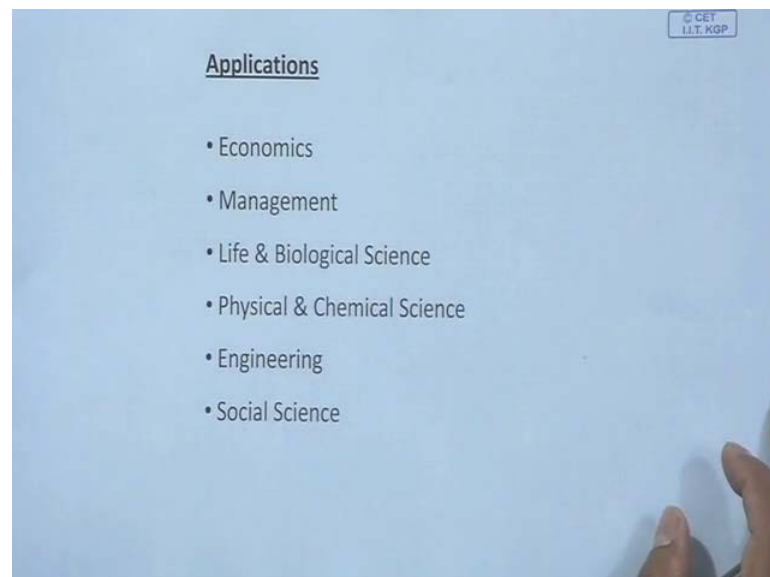 © CET
I.I.T. KGP
Applications
• Economics
• Management
• Life & Biological Science
• Physical & Chemical Science
• Engineering
• Social Science